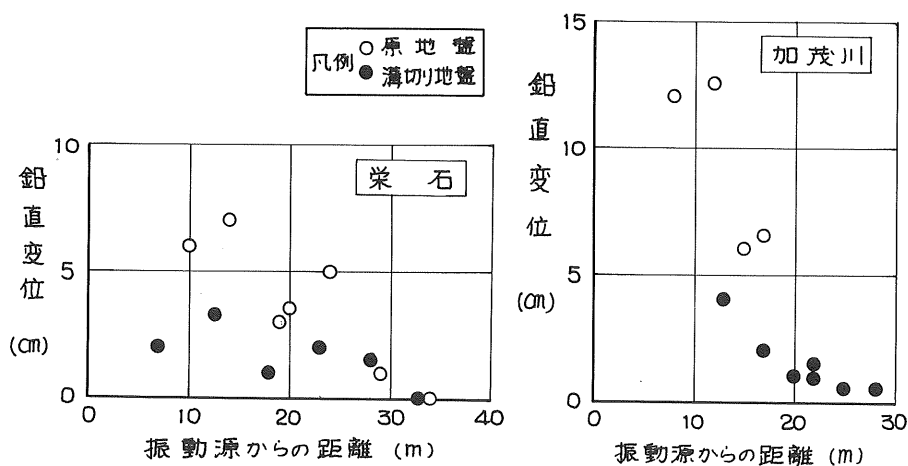 凡例 ○ 原地盤
● 溝切り地盤
10
5
0
鉛直変位
(cm)
栄石
0 10 20 30 40
振動源からの距離 (m)
15
10
5
0
鉛直変位
(cm)
加茂川
0 10 20 30
振動源からの距離 (m)